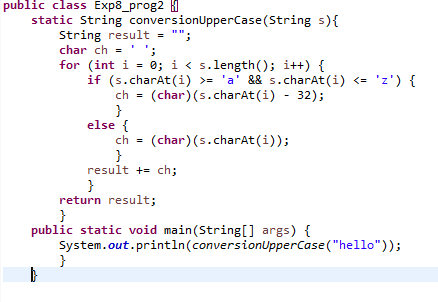 public class Exp8_prog2 {
    static String conversionUpperCase(String s){
        String result = "";
        char ch = ' ';
        for (int i = 0; i < s.length(); i++) {
            if (s.charAt(i) >= 'a' && s.charAt(i) <= 'z') {
                ch = (char)(s.charAt(i) - 32);
                }
            else {
                ch = (char)(s.charAt(i));
                }
            result += ch;
            }
        return result;
        }
    public static void main(String[] args) {
        System.out.println(conversionUpperCase("hello"));
        }
    }